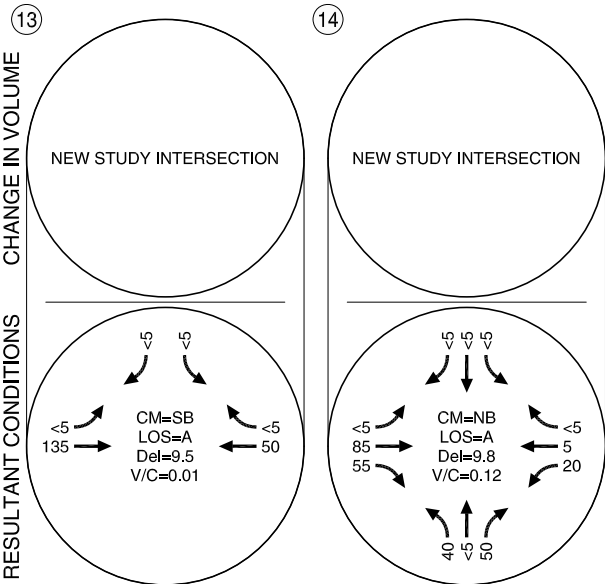 13
14
CHANGE IN VOLUME
NEW STUDY INTERSECTION
NEW STUDY INTERSECTION
RESULTANT CONDITIONS
<5 <5
<5
135
CM=SB
LOS=A
Del=9.5
V/C=0.01
<5
50
<5 <5 <5
<5
85
55
CM=NB
LOS=A
Del=9.8
V/C=0.12
<5
5
20
40 <5 50